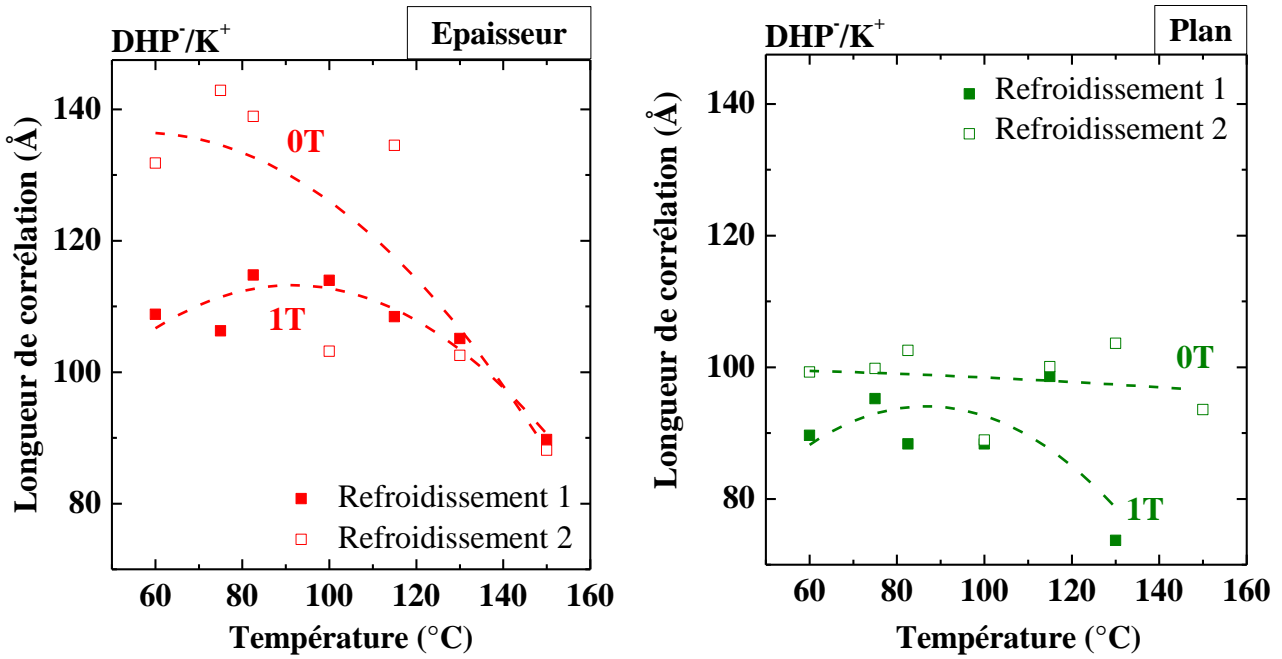 DHP⁻/K⁺
Epaisseur
Longueur de corrélation (Å)
140
120
100
80
0T
1T
Refroidissement 1
Refroidissement 2
60 80 100 120 140 160
Température (°C)
DHP⁻/K⁺
Plan
Longueur de corrélation (Å)
140
120
100
80
Refroidissement 1
Refroidissement 2
0T
1T
60 80 100 120 140 160
Température (°C)